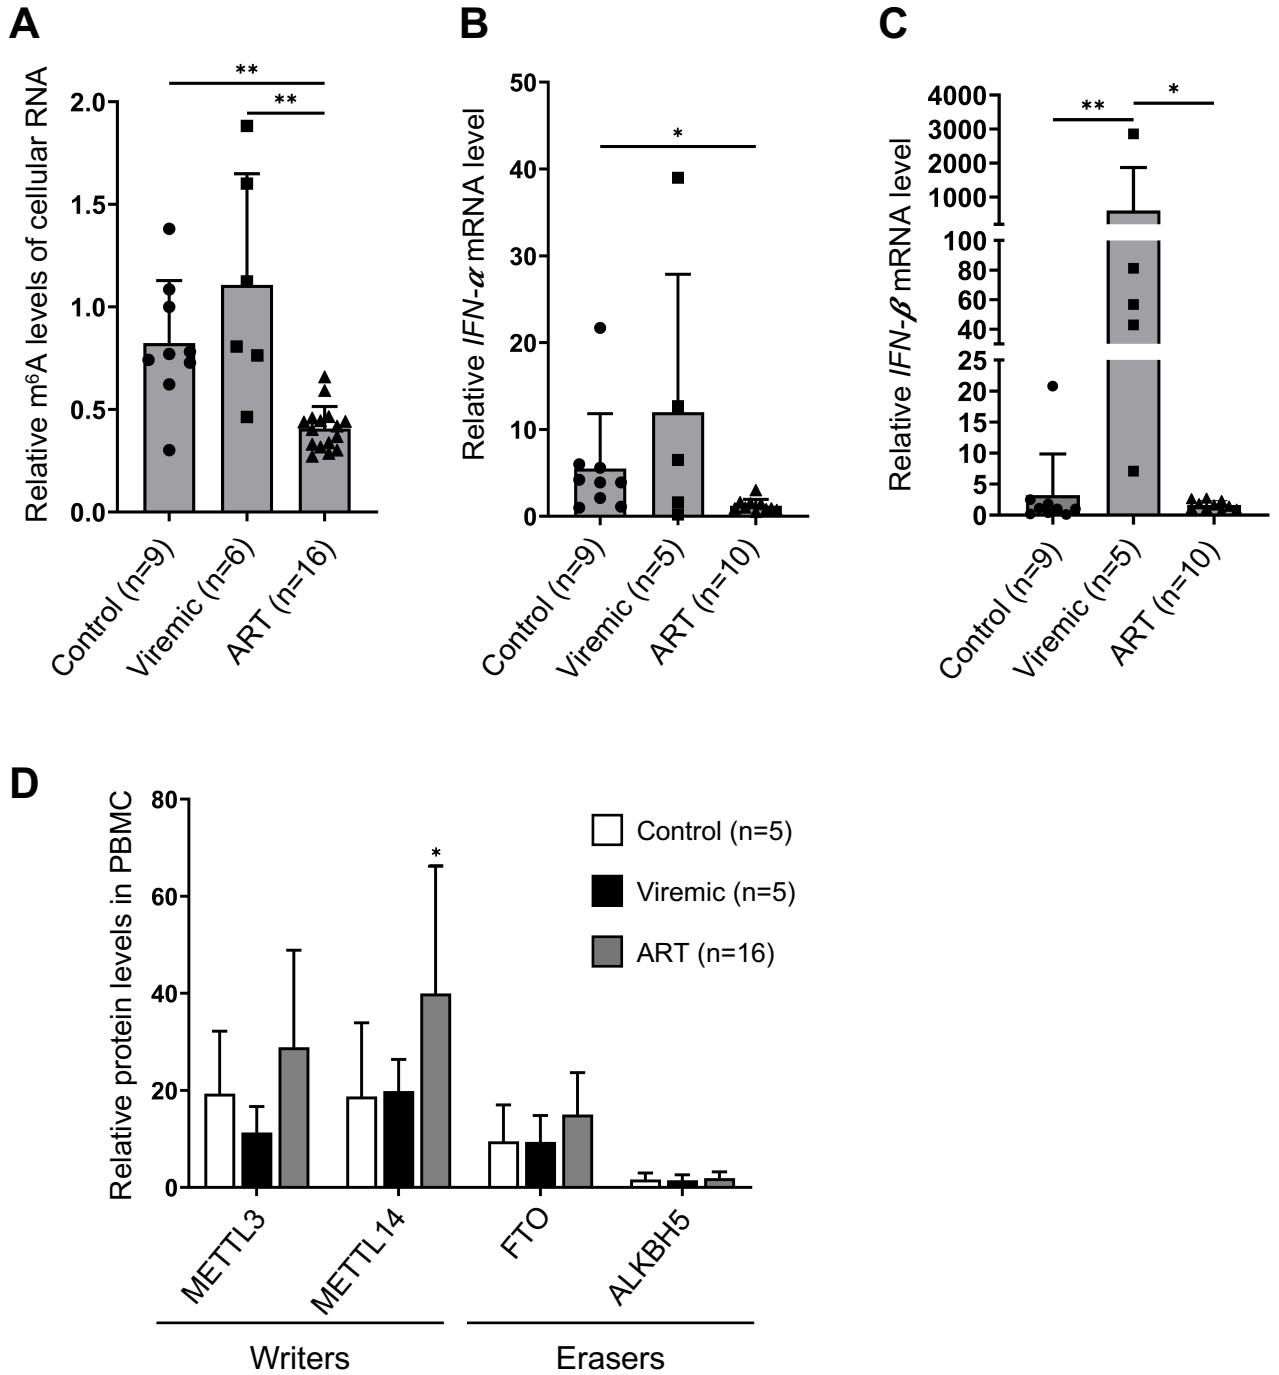 A
Relative m⁶A levels of cellular RNA
2.0
1.5
1.0
0.5
0.0
**
**
Control (n=9)
Viremic (n=6)
ART (n=16)
B
Relative IFN-α mRNA level
50
40
30
20
10
0
*
Control (n=9)
Viremic (n=5)
ART (n=10)
C
Relative IFN-β mRNA level
4000
3000
2000
1000
100
80
60
40
25
20
15
10
5
0
**
*
Control (n=9)
Viremic (n=5)
ART (n=10)
D
Relative protein levels in PBMC
80
60
40
20
0
*
Control (n=5)
Viremic (n=5)
ART (n=16)
METTL3
METTL14
FTO
ALKBH5
Writers
Erasers